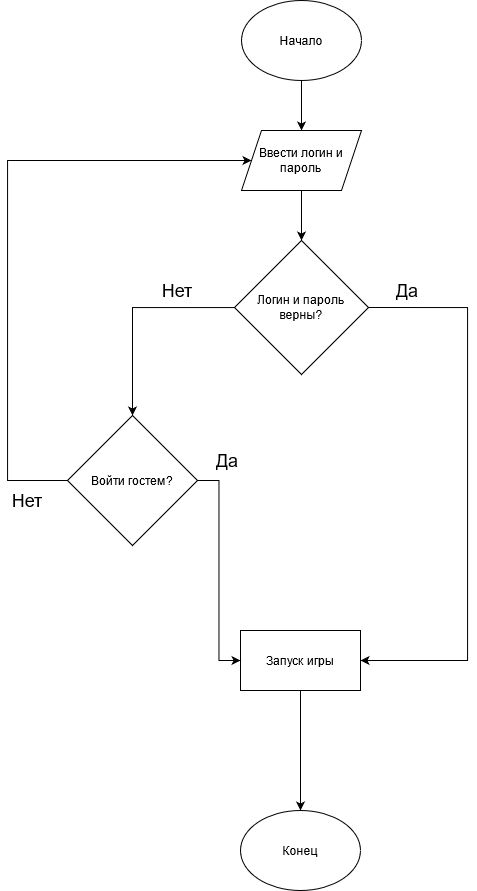 Начало
Ввести логин и
пароль
Логин и пароль
верны?
Нет
Да
Войти гостем?
Да
Нет
Запуск игры
Конец